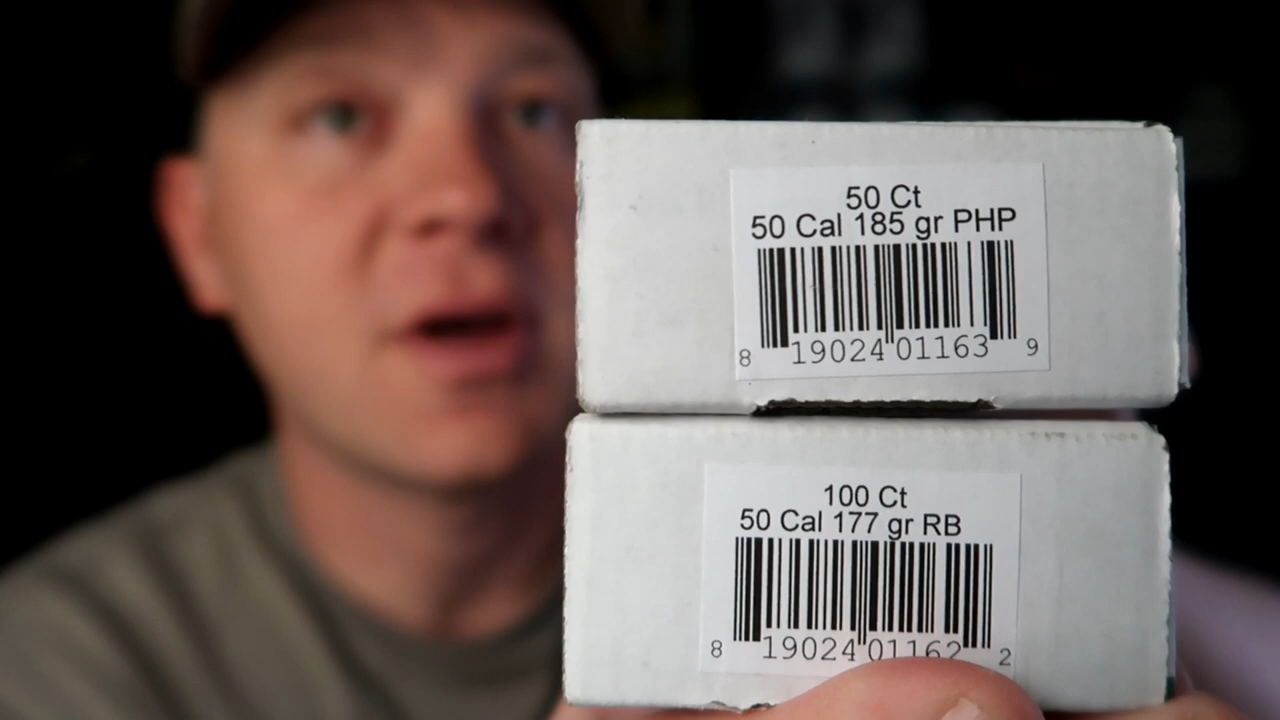 50 Ct
50 Cal 185 gr PHP
8 19024 01163 9
100 Ct
50 Cal 177 gr RB
8 19024 01162 2